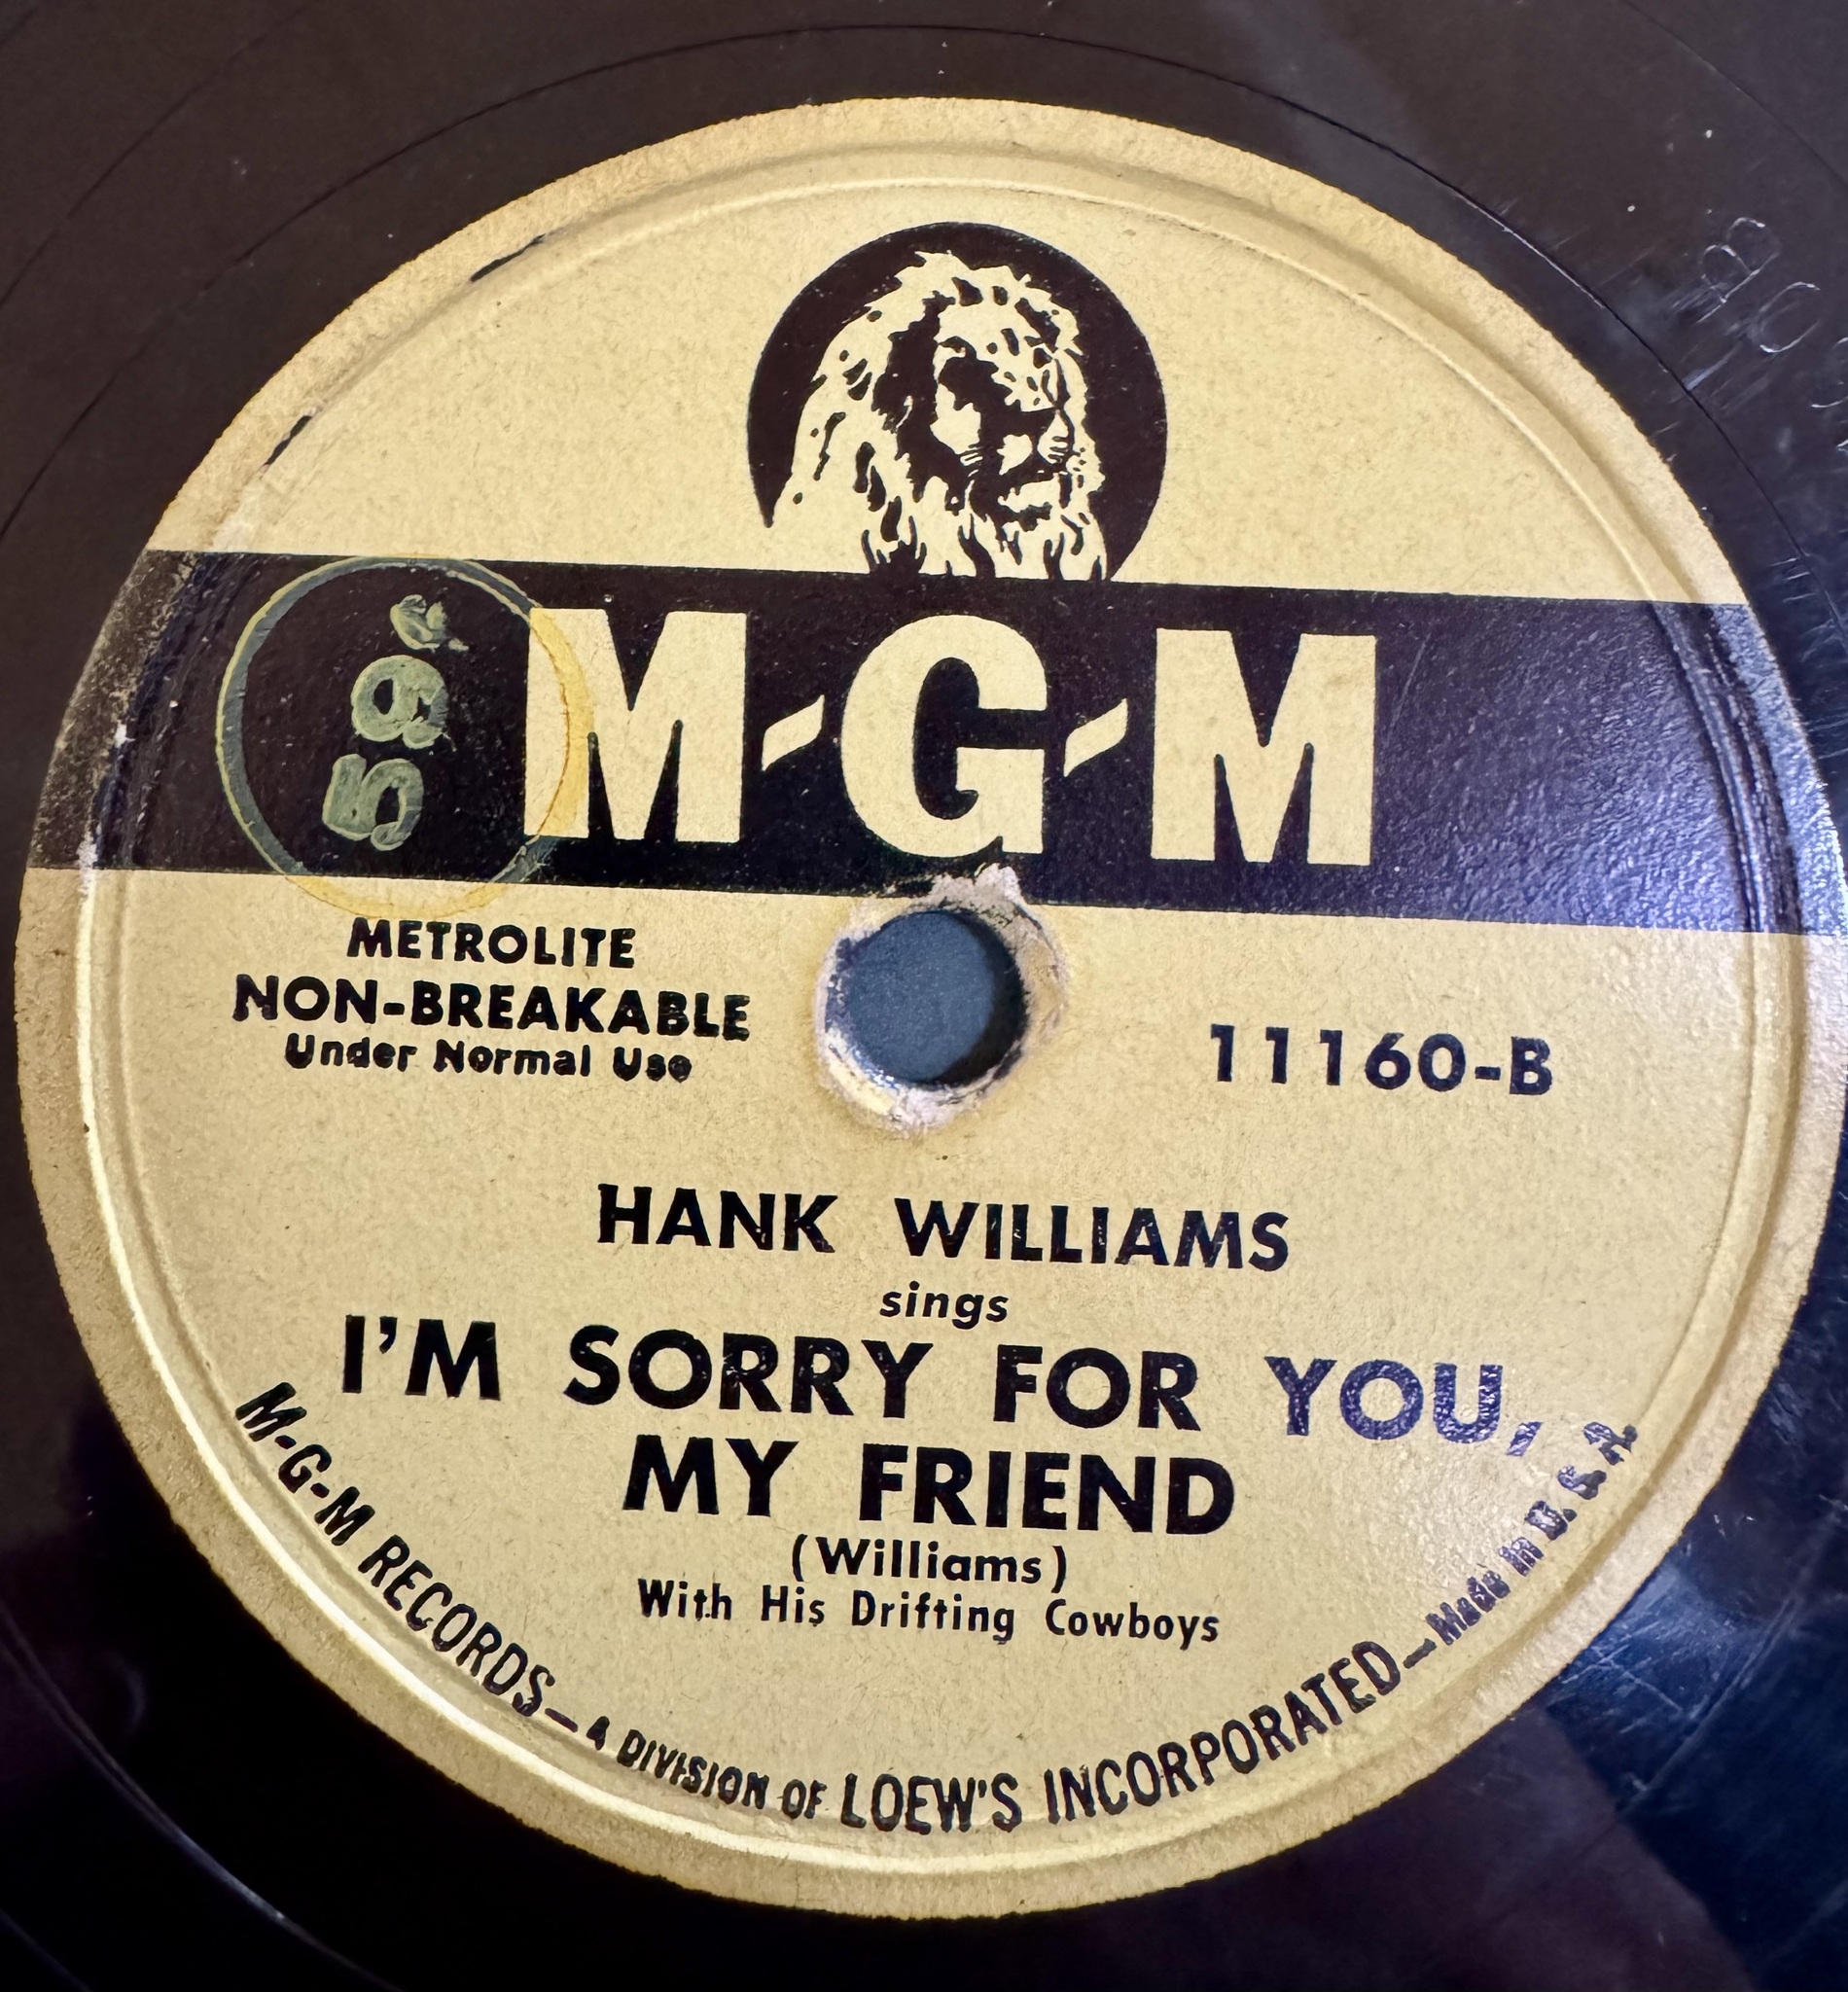 M-G-M
59¢
METROLITE
NON-BREAKABLE
Under Normal Use
11160-B
HANK WILLIAMS
sings
I'M SORRY FOR YOU,
MY FRIEND
(Williams)
With His Drifting Cowboys
M-G-M RECORDS—A DIVISION OF LOEW'S INCORPORATED—Made in U. S. A.